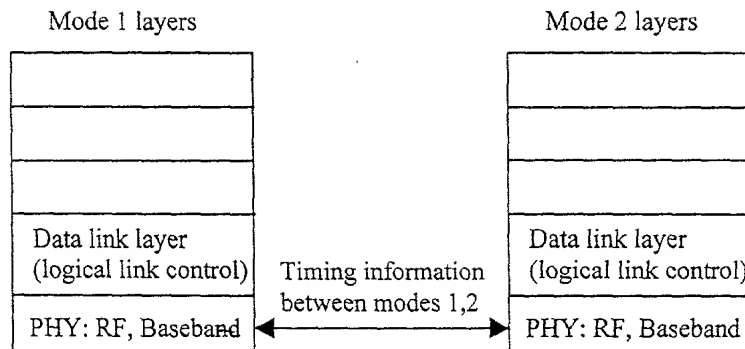 Mode 1 layers
Mode 2 layers
Data link layer
(logical link control)
Timing information
between modes 1,2
Data link layer
(logical link control)
PHY: RF, Baseband
PHY: RF, Baseband